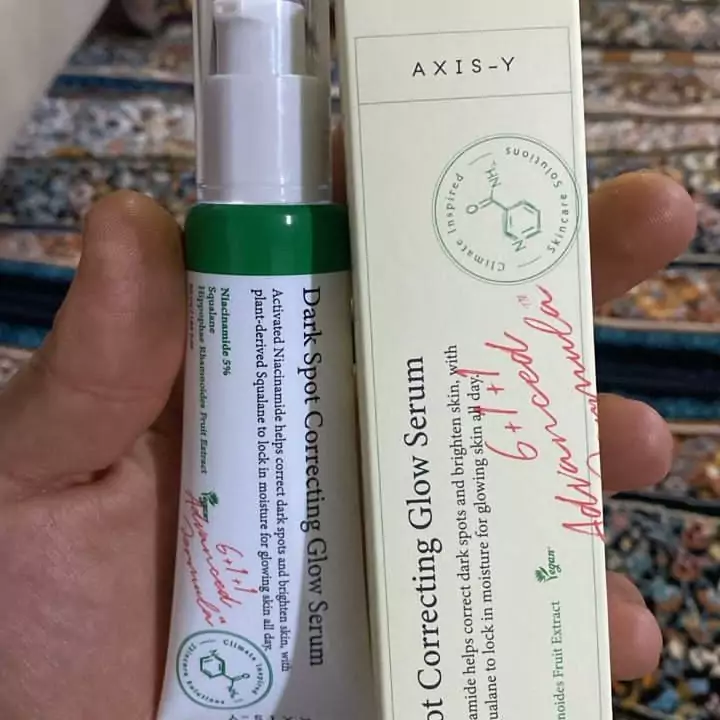 AXIS-Y
Climate Inspired
Skincare Solutions
NH₂
O
N
6+1+1
Advanced
ot Correcting Glow Serum
amide helps correct dark spots and brighten skin, with
ualane to lock in moisture for glowing skin all day.
Vegan
noides Fruit Extract
Dark Spot Correcting Glow Serum
Activated Niacinamide helps correct dark spots and brighten skin, with
plant-derived Squalane to lock in moisture for glowing skin all day.
Niacinamide 5%
Squalane
Hippophae Rhamnoides Fruit Extract
Vegan
6+1+1
Advanced
Formula
Climate Inspired
Skincare Solutions